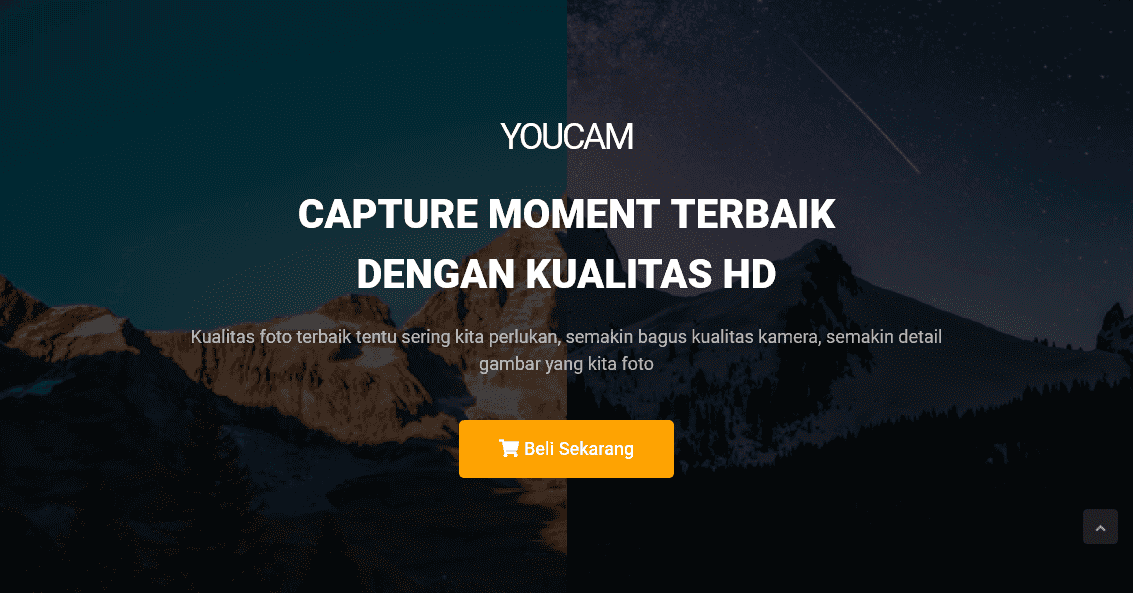 YOUCAM
CAPTURE MOMENT TERBAIK
DENGAN KUALITAS HD
Kualitas foto terbaik tentu sering kita perlukan, semakin bagus kualitas kamera, semakin detail
gambar yang kita foto
Beli Sekarang